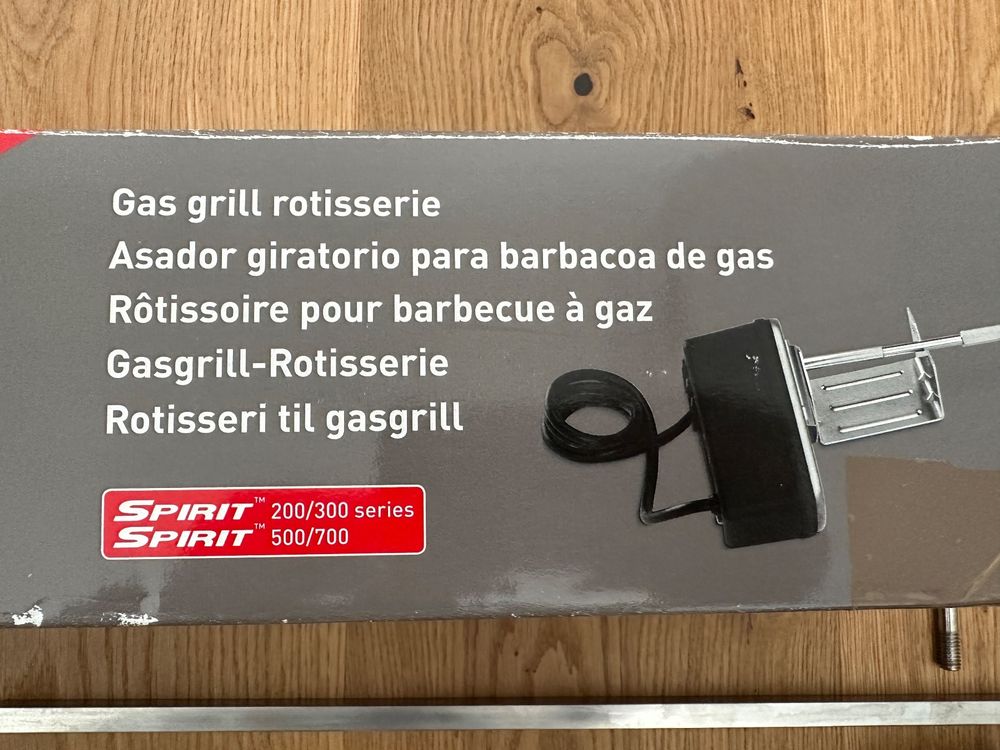 Gas grill rotisserie
Asador giratorio para barbacoa de gas
Rôtissoire pour barbecue à gaz
Gasgrill-Rotisserie
Rotisseri til gasgrill
SPIRIT™ 200/300 series
SPIRIT™ 500/700